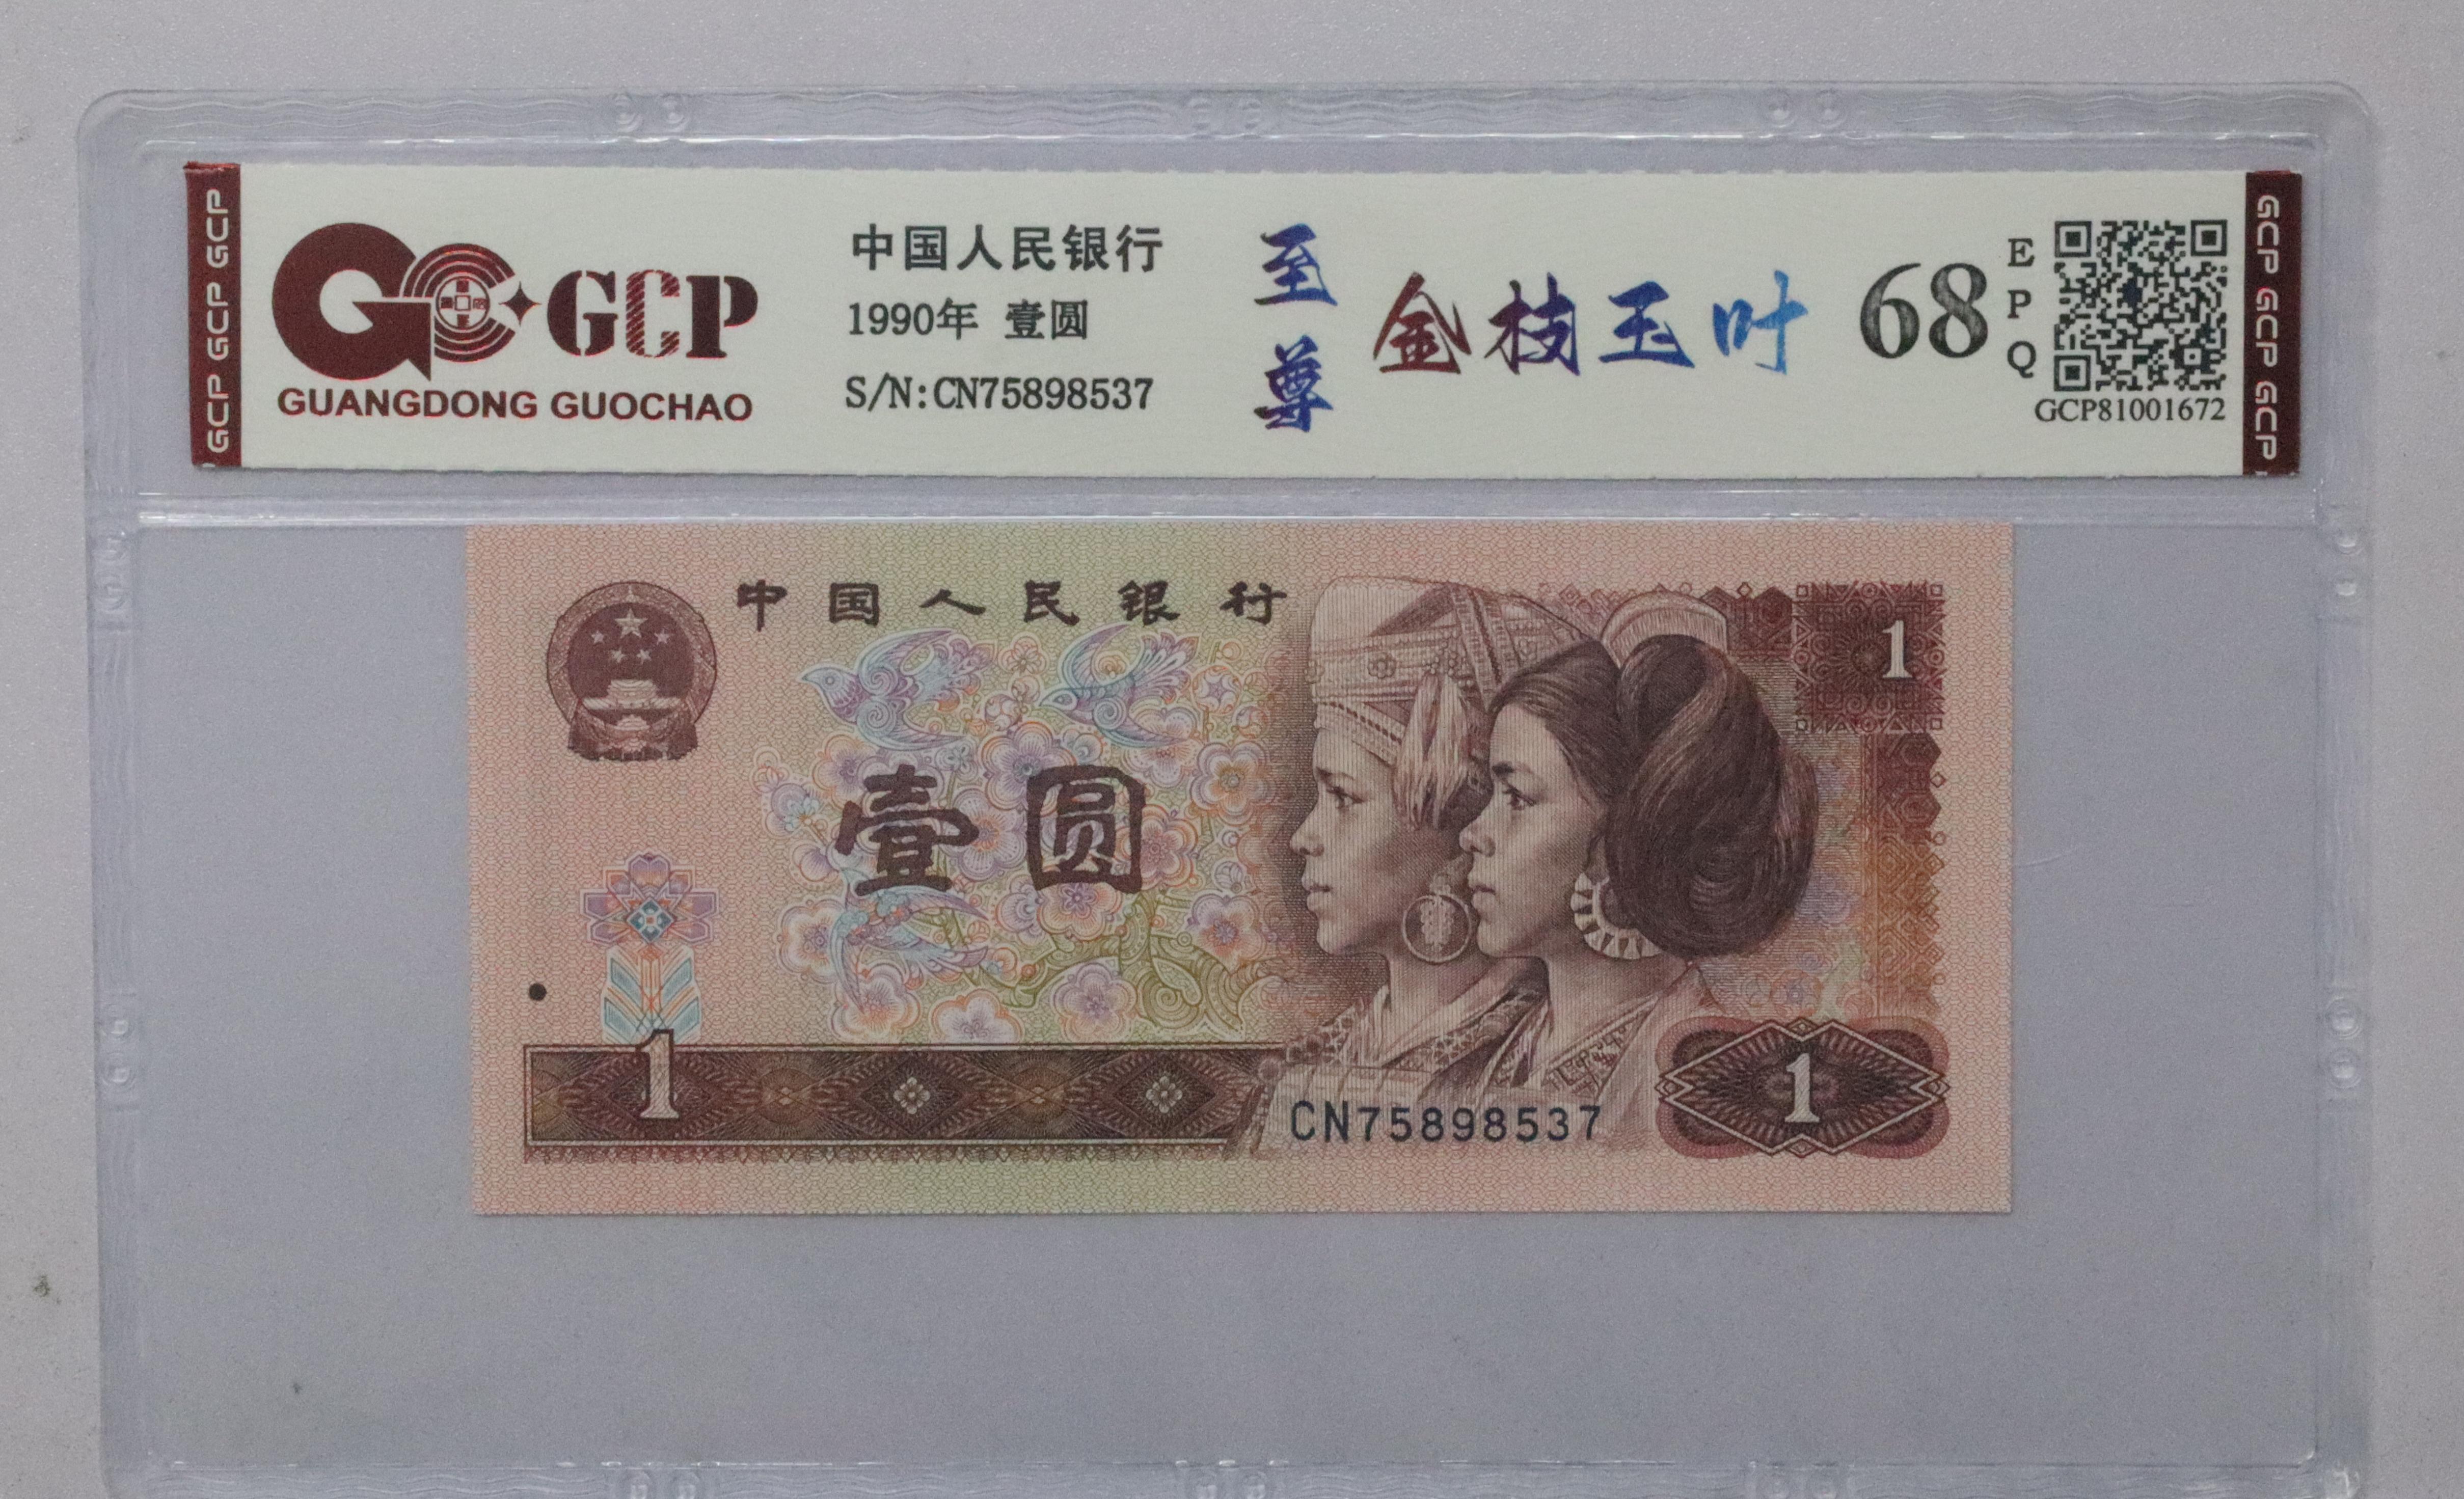 GCP GCP GCP
GCP
GUANGDONG GUOCHAO
中国人民银行
1990年 壹圆
S/N:CN75898537
至尊
金枝玉叶
68
EPQ
GCP81001672
GCP GCP GCP
中国人民银行
1
壹圆
1
1
CN75898537